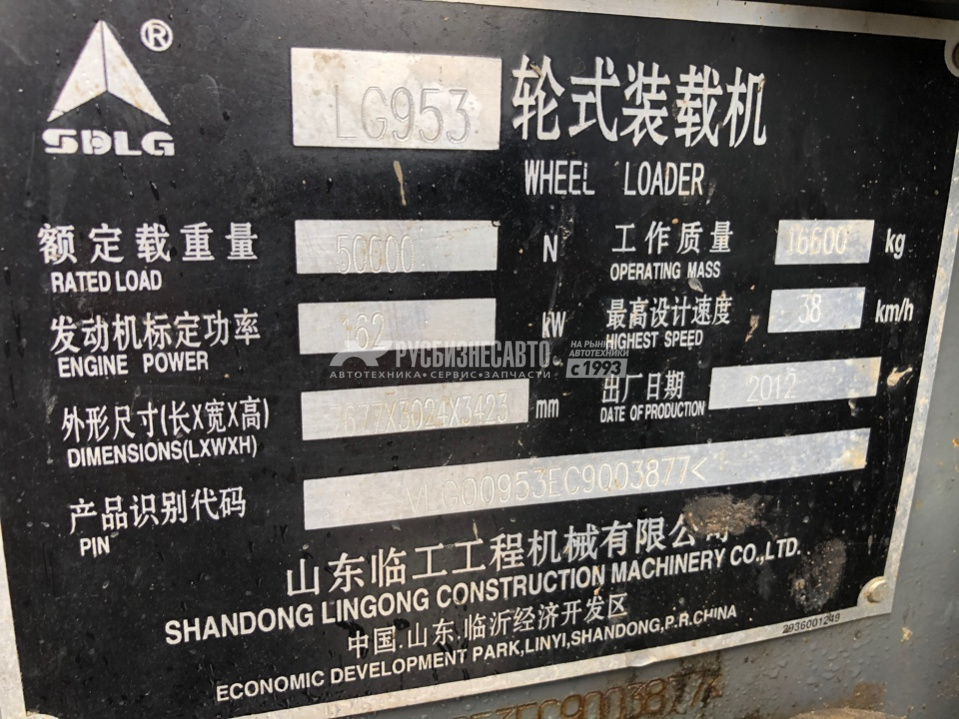 SDLG ®
LG953 轮式装载机
WHEEL LOADER
额定载重量 50000 N 工作质量 16600 kg
RATED LOAD OPERATING MASS
发动机标定功率 162 kW 最高设计速度 38 km/h
ENGINE POWER HIGHEST SPEED
РУСБИЗНЕСАВТО НА РЫНКЕ АВТОТЕХНИКИ с 1993
АВТОТЕХНИКА • СЕРВИС • ЗАПЧАСТИ
外形尺寸(长X宽X高) 7677X3024X3423 mm 出厂日期 2012
DIMENSIONS(LXWXH) DATE OF PRODUCTION
产品识别代码 VLG00953EC9003877<
PIN
山东临工工程机械有限公司
SHANDONG LINGONG CONSTRUCTION MACHINERY CO.,LTD.
中国.山东.临沂经济开发区
ECONOMIC DEVELOPMENT PARK,LINYI,SHANDONG,P.R.CHINA
2936001249
953EC9003877